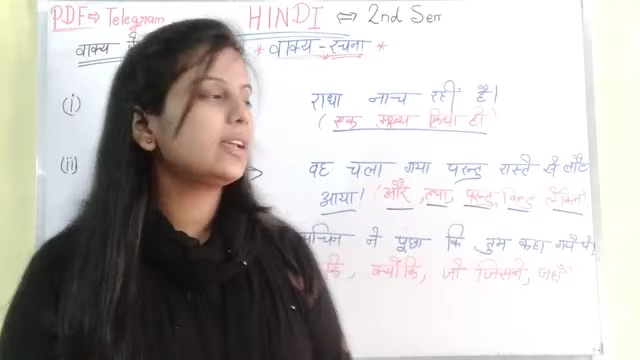 PDF ⇒ Telegram HINDI ⇔ 2nd Sem
वाक्य के * वाक्य-रचना *
(i) राधा नाच रही है।
(एक मुख्य क्रिया हो)
(ii) वह चला गया परन्तु रास्ते से लौट
आया। (और, तथा, परन्तु, किन्तु, लेकिन
सचिन ने पूछा कि तुम कहा गये थे।
कि, क्योंकि, जो जिसने, जहाँ